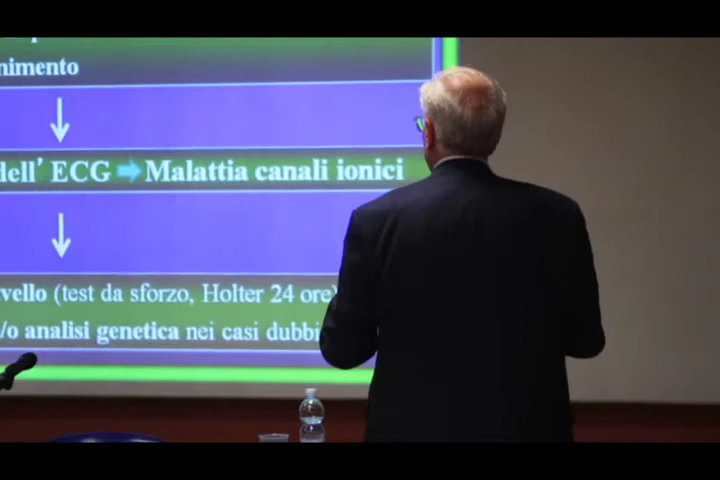 nimento
dell' ECG Malattia canali ionici
vello (test da sforzo, Holter 24 ore)
/o analisi genetica nei casi dubbi